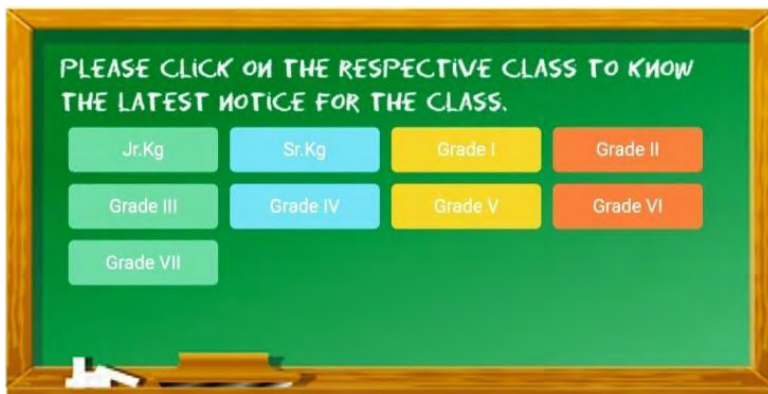 PLEASE CLICK ON THE RESPECTIVE CLASS TO KNOW
THE LATEST NOTICE FOR THE CLASS.
Jr.Kg Sr.Kg Grade I Grade II
Grade III Grade IV Grade V Grade VI
Grade VII